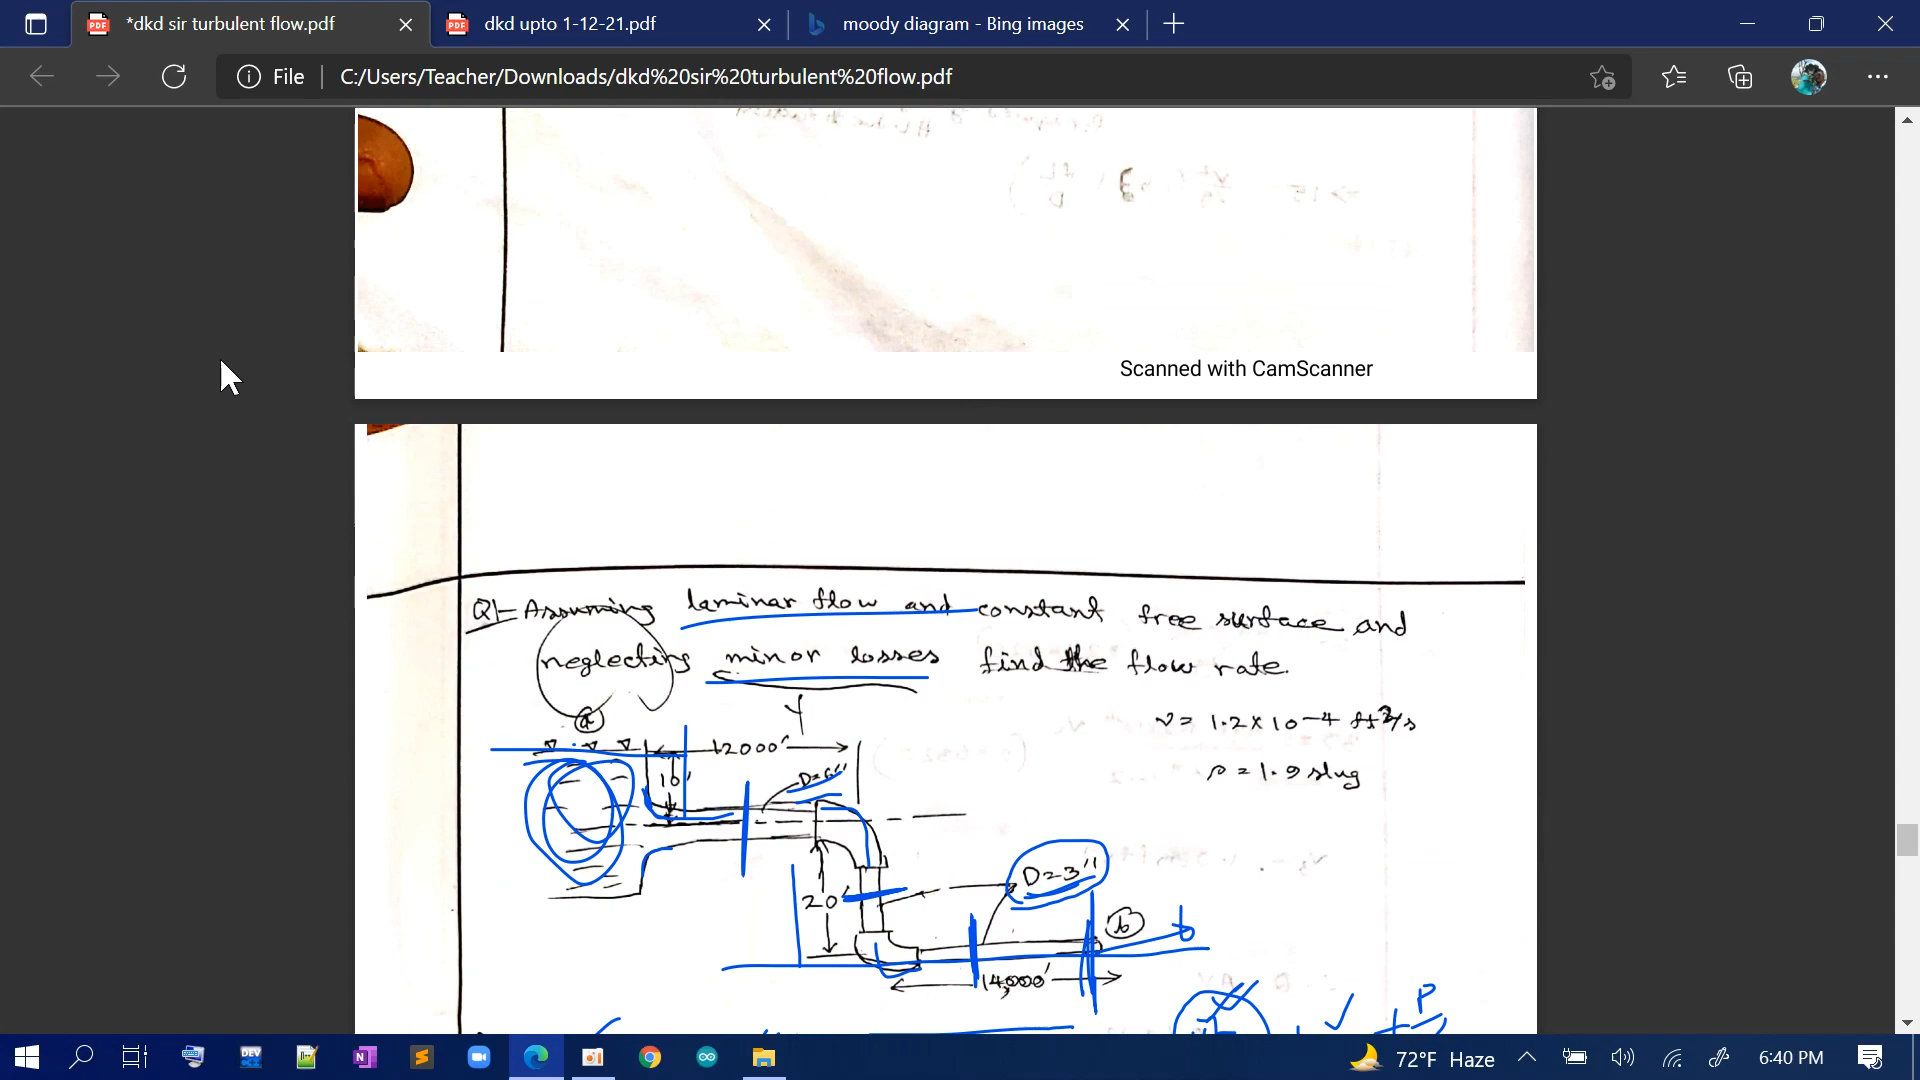 *dkd sir turbulent flow.pdf
dkd upto 1-12-21.pdf
moody diagram - Bing images
File
C:/Users/Teacher/Downloads/dkd%20sir%20turbulent%20flow.pdf
Scanned with CamScanner
Q1- Assuming laminar flow and constant free surface and
neglecting minor losses find the flow rate.
a
ν = 1.2 x 10-4 ft2/s
12000'
ρ = 1.9 slug
10'
D=6"
D=3"
20'
b
b
14,000'
P
72°F Haze
6:40 PM